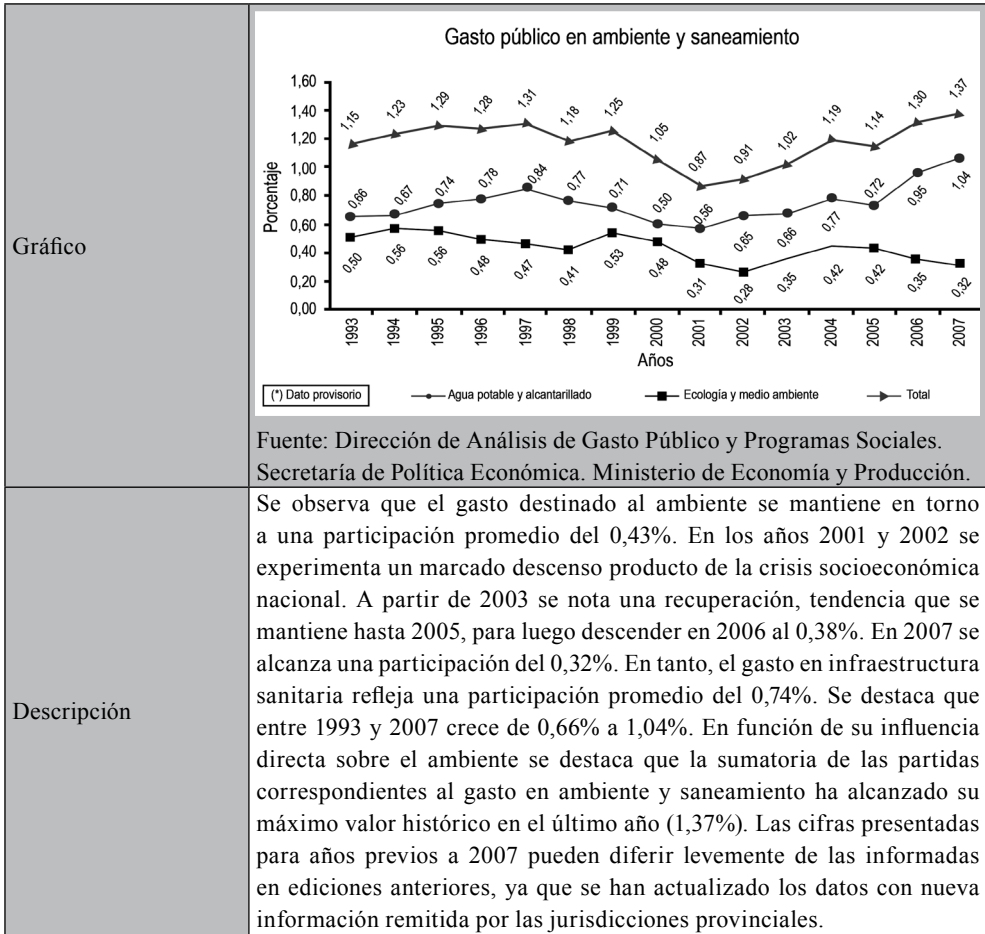 Gráfico
Gasto público en ambiente y saneamiento
Porcentaje
1,60
1,40
1,20
1,00
0,80
0,60
0,40
0,20
0,00
1,15 1,23 1,29 1,28 1,31 1,18 1,25 1,05 0,87 0,91 1,02 1,19 1,14 1,30 1,37
0,66 0,67 0,74 0,78 0,84 0,77 0,71 0,50 0,56 0,65 0,66 0,77 0,72 0,95 1,04
0,50 0,56 0,56 0,48 0,47 0,41 0,53 0,48 0,31 0,28 0,35 0,42 0,42 0,35 0,32
1993 1994 1995 1996 1997 1998 1999 2000 2001 2002 2003 2004 2005 2006 2007
Años
(*) Dato provisorio Agua potable y alcantarillado Ecología y medio ambiente Total
Fuente: Dirección de Análisis de Gasto Público y Programas Sociales.
Secretaría de Política Económica. Ministerio de Economía y Producción.
Descripción
Se observa que el gasto destinado al ambiente se mantiene en torno
a una participación promedio del 0,43%. En los años 2001 y 2002 se
experimenta un marcado descenso producto de la crisis socioeconómica
nacional. A partir de 2003 se nota una recuperación, tendencia que se
mantiene hasta 2005, para luego descender en 2006 al 0,38%. En 2007 se
alcanza una participación del 0,32%. En tanto, el gasto en infraestructura
sanitaria refleja una participación promedio del 0,74%. Se destaca que
entre 1993 y 2007 crece de 0,66% a 1,04%. En función de su influencia
directa sobre el ambiente se destaca que la sumatoria de las partidas
correspondientes al gasto en ambiente y saneamiento ha alcanzado su
máximo valor histórico en el último año (1,37%). Las cifras presentadas
para años previos a 2007 pueden diferir levemente de las informadas
en ediciones anteriores, ya que se han actualizado los datos con nueva
información remitida por las jurisdicciones provinciales.